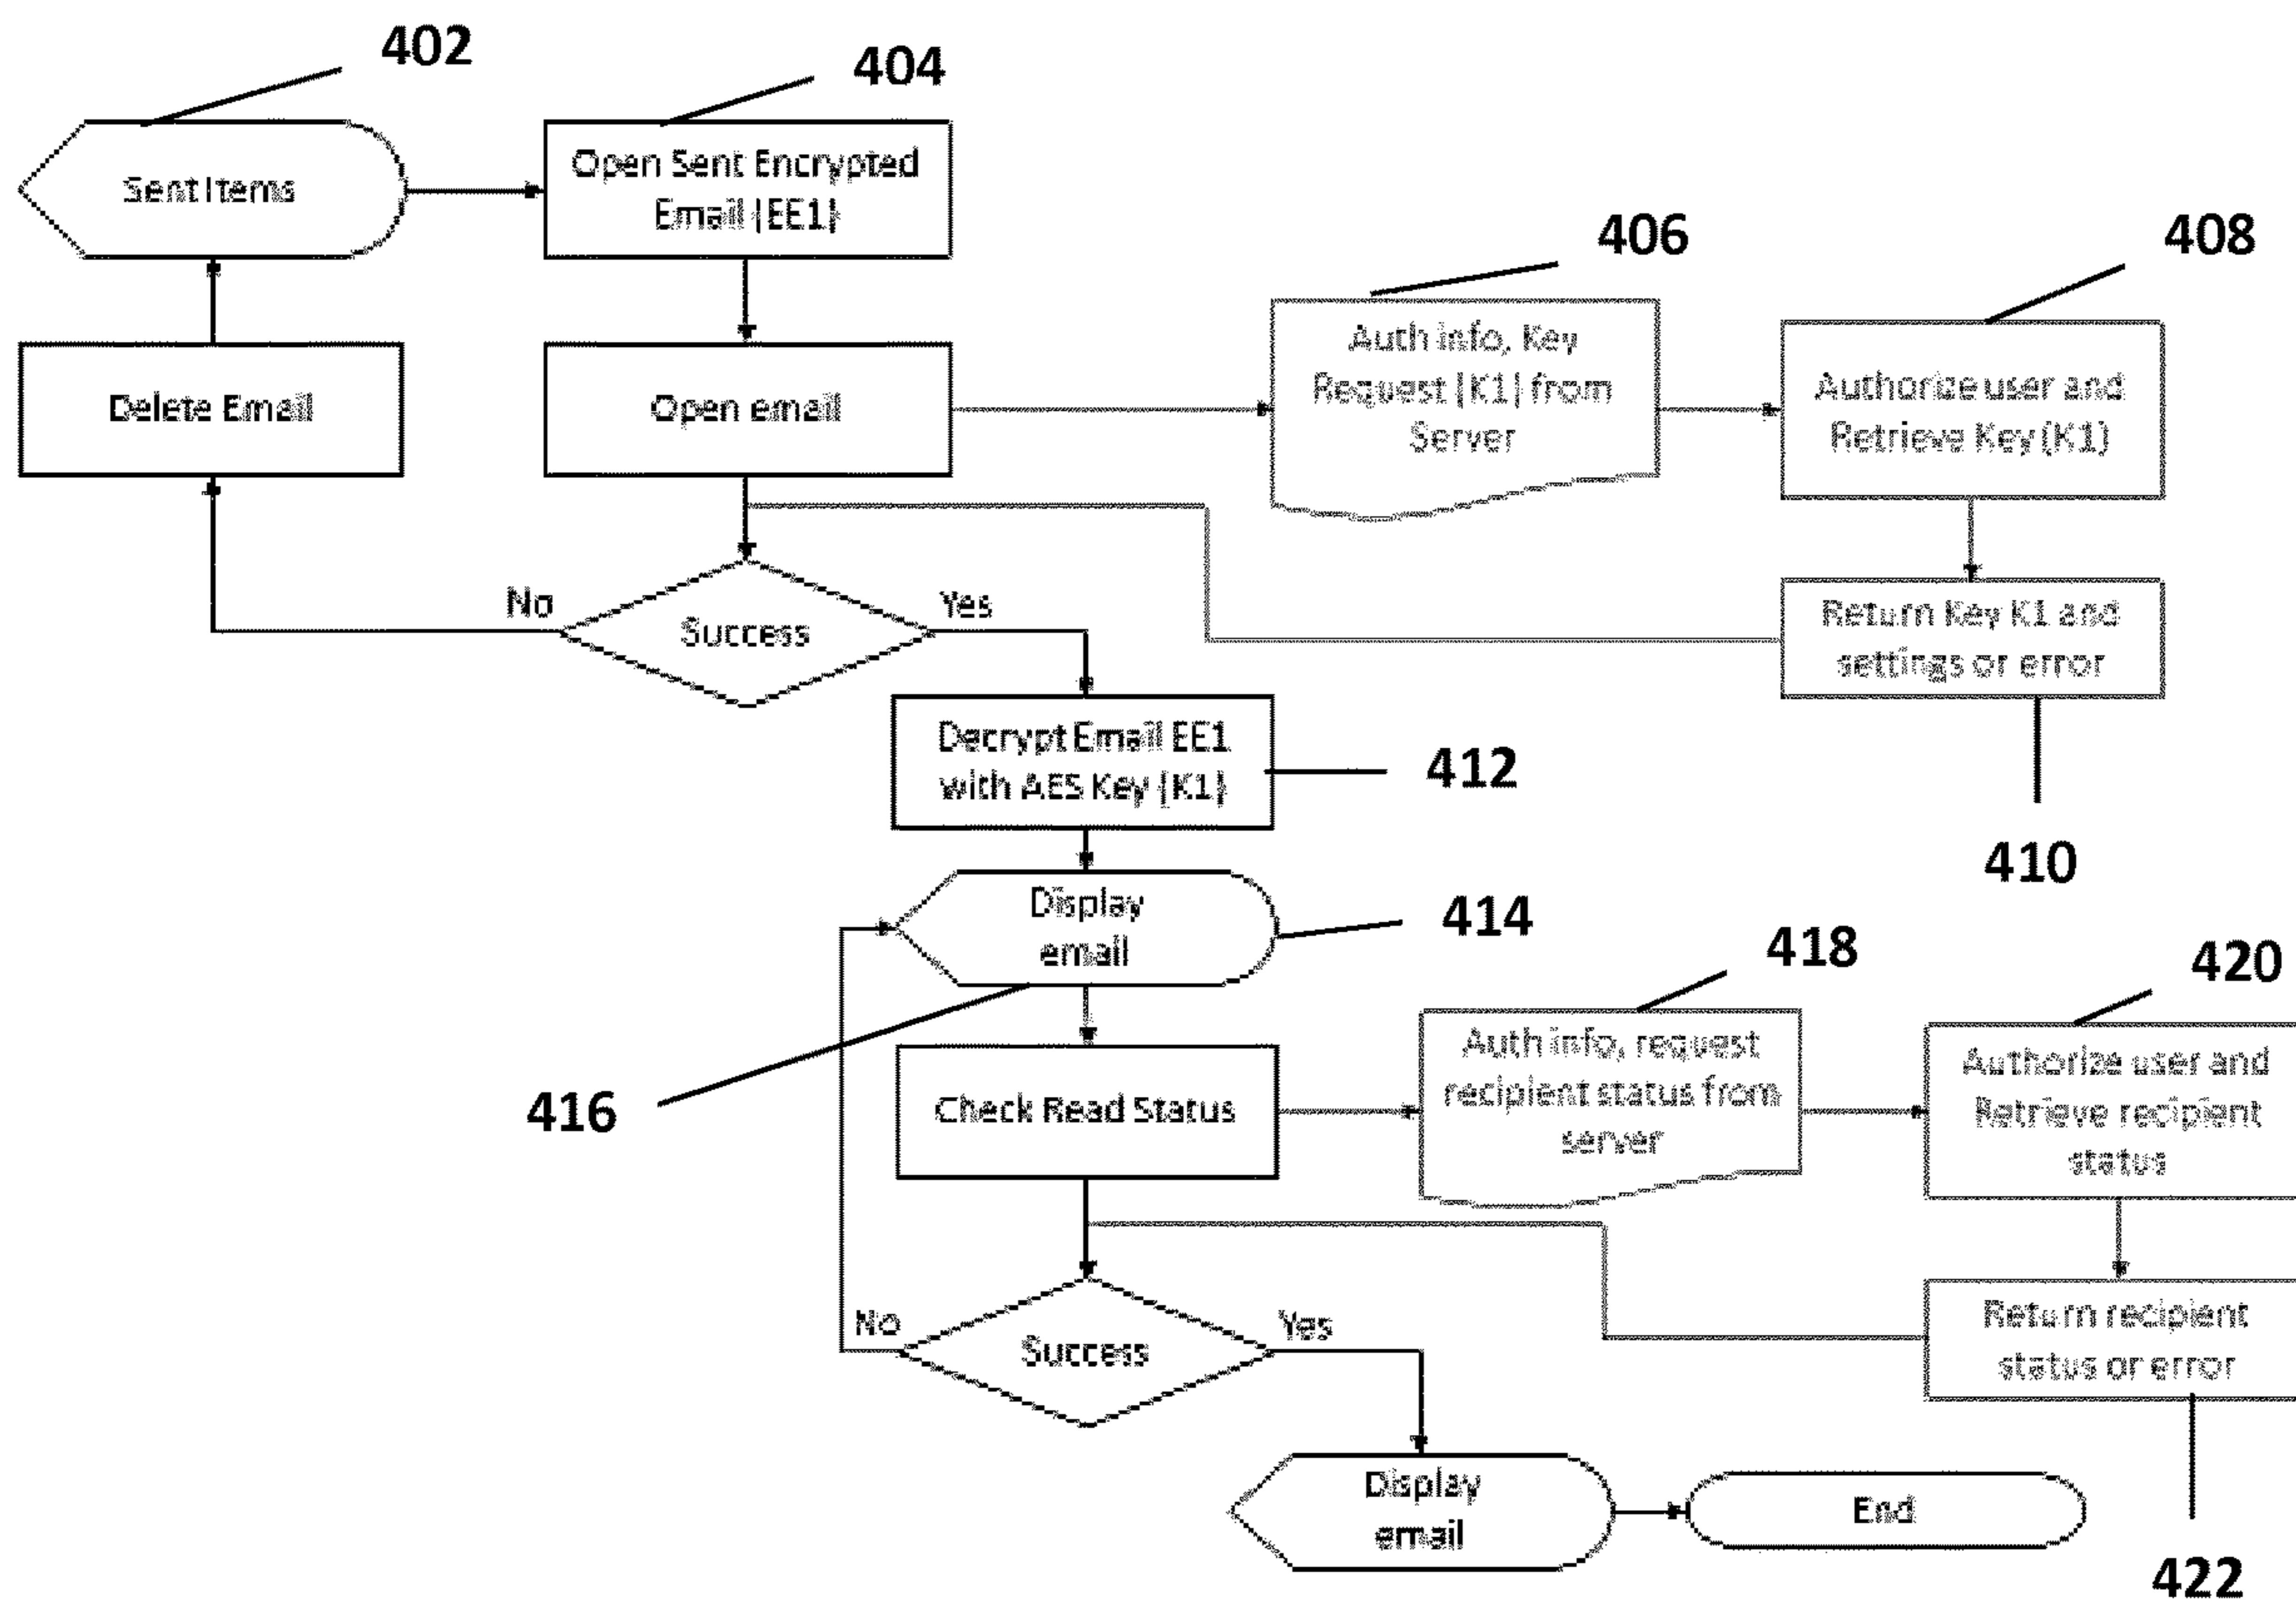 402
404
Sent Items
Open Sent Encrypted
Email (EE1)
406
408
Delete Email
Open email
Auth info, Key
Request (K1) from
Server
Authorize user and
Retrieve Key (K1)
No
Success
Yes
Return Key K1 and
settings or error
410
Decrypt Email EE1
with AES Key (K1)
412
Display
email
414
416
418
420
Check Read Status
Auth info, request
recipient status from
server
Authorize user and
Retrieve recipient
status
No
Success
Yes
Return recipient
status or error
422
Display
email
End